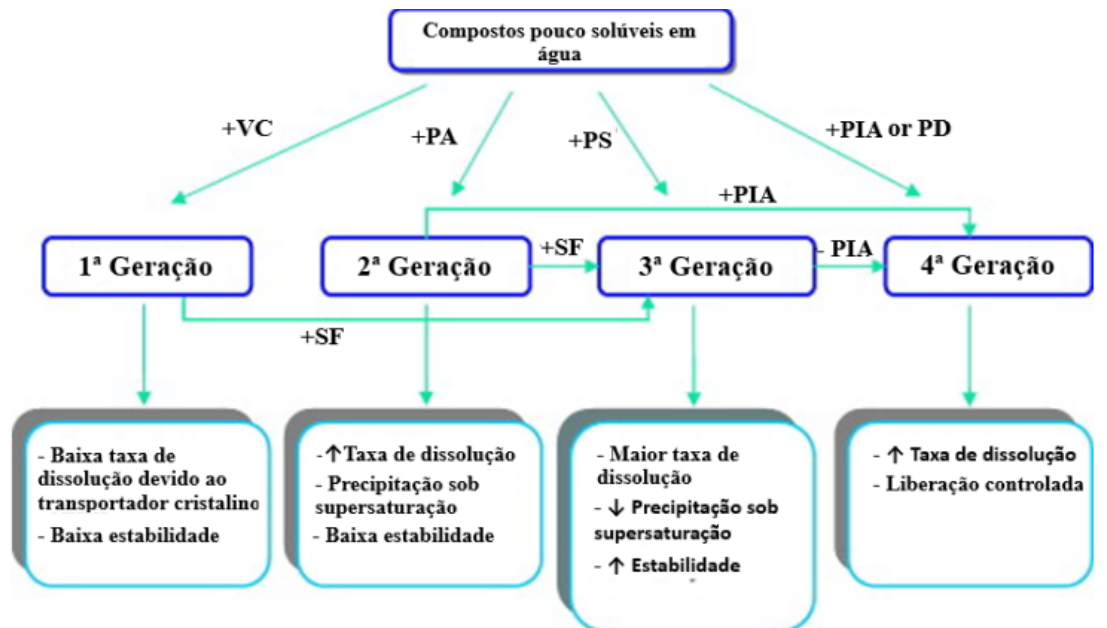 Compostos pouco solúveis em
água
+VC
+PA
+PS
+PIA or PD
+PIA
1ª Geração
2ª Geração
+SF
3ª Geração
- PIA
4ª Geração
+SF
- Baixa taxa de
dissolução devido ao
transportador cristalino
- Baixa estabilidade
-↑Taxa de dissolução
- Precipitação sob
supersaturação
- Baixa estabilidade
- Maior taxa de
dissolução
- ↓ Precipitação sob
supersaturação
- ↑ Estabilidade
- ↑ Taxa de dissolução
- Liberação controlada